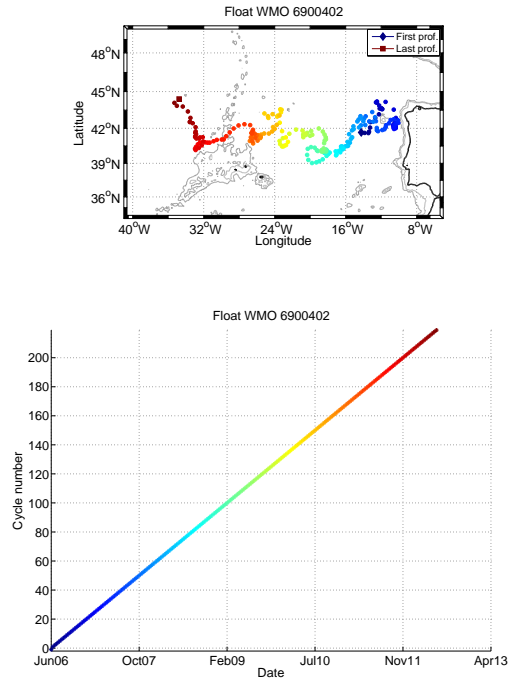 Float WMO 6900402
First prof.
Last prof.
48°N
45°N
42°N
39°N
36°N
Latitude
40°W 32°W 24°W 16°W 8°W
Longitude
Float WMO 6900402
200
180
160
140
120
100
80
60
40
20
0
Cycle number
Jun06 Oct07 Feb09 Jul10 Nov11 Apr13
Date